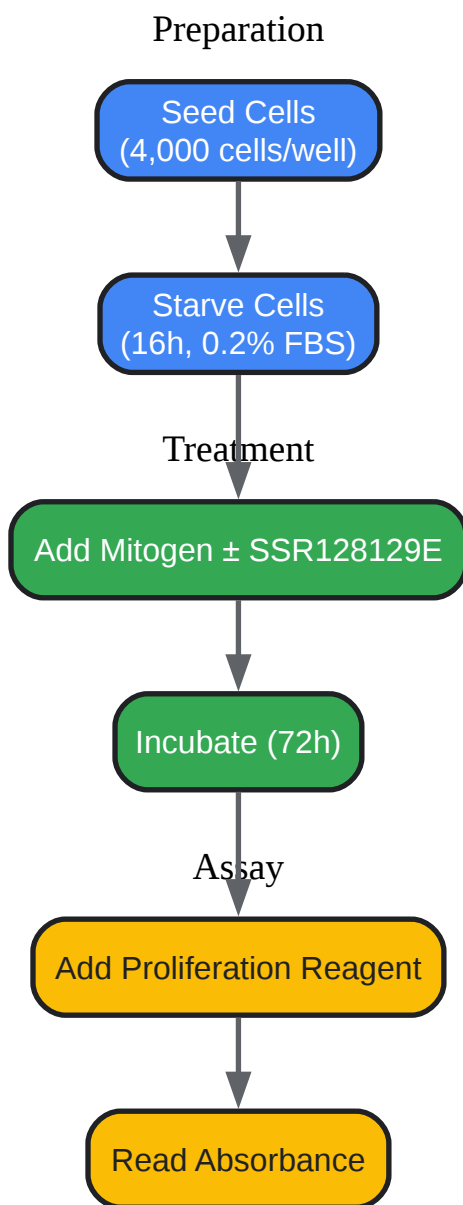 Preparation
Seed Cells
(4,000 cells/well)
Starve Cells
(16h, 0.2% FBS)
Treatment
Add Mitogen ± SSR128129E
Incubate (72h)
Assay
Add Proliferation Reagent
Read Absorbance